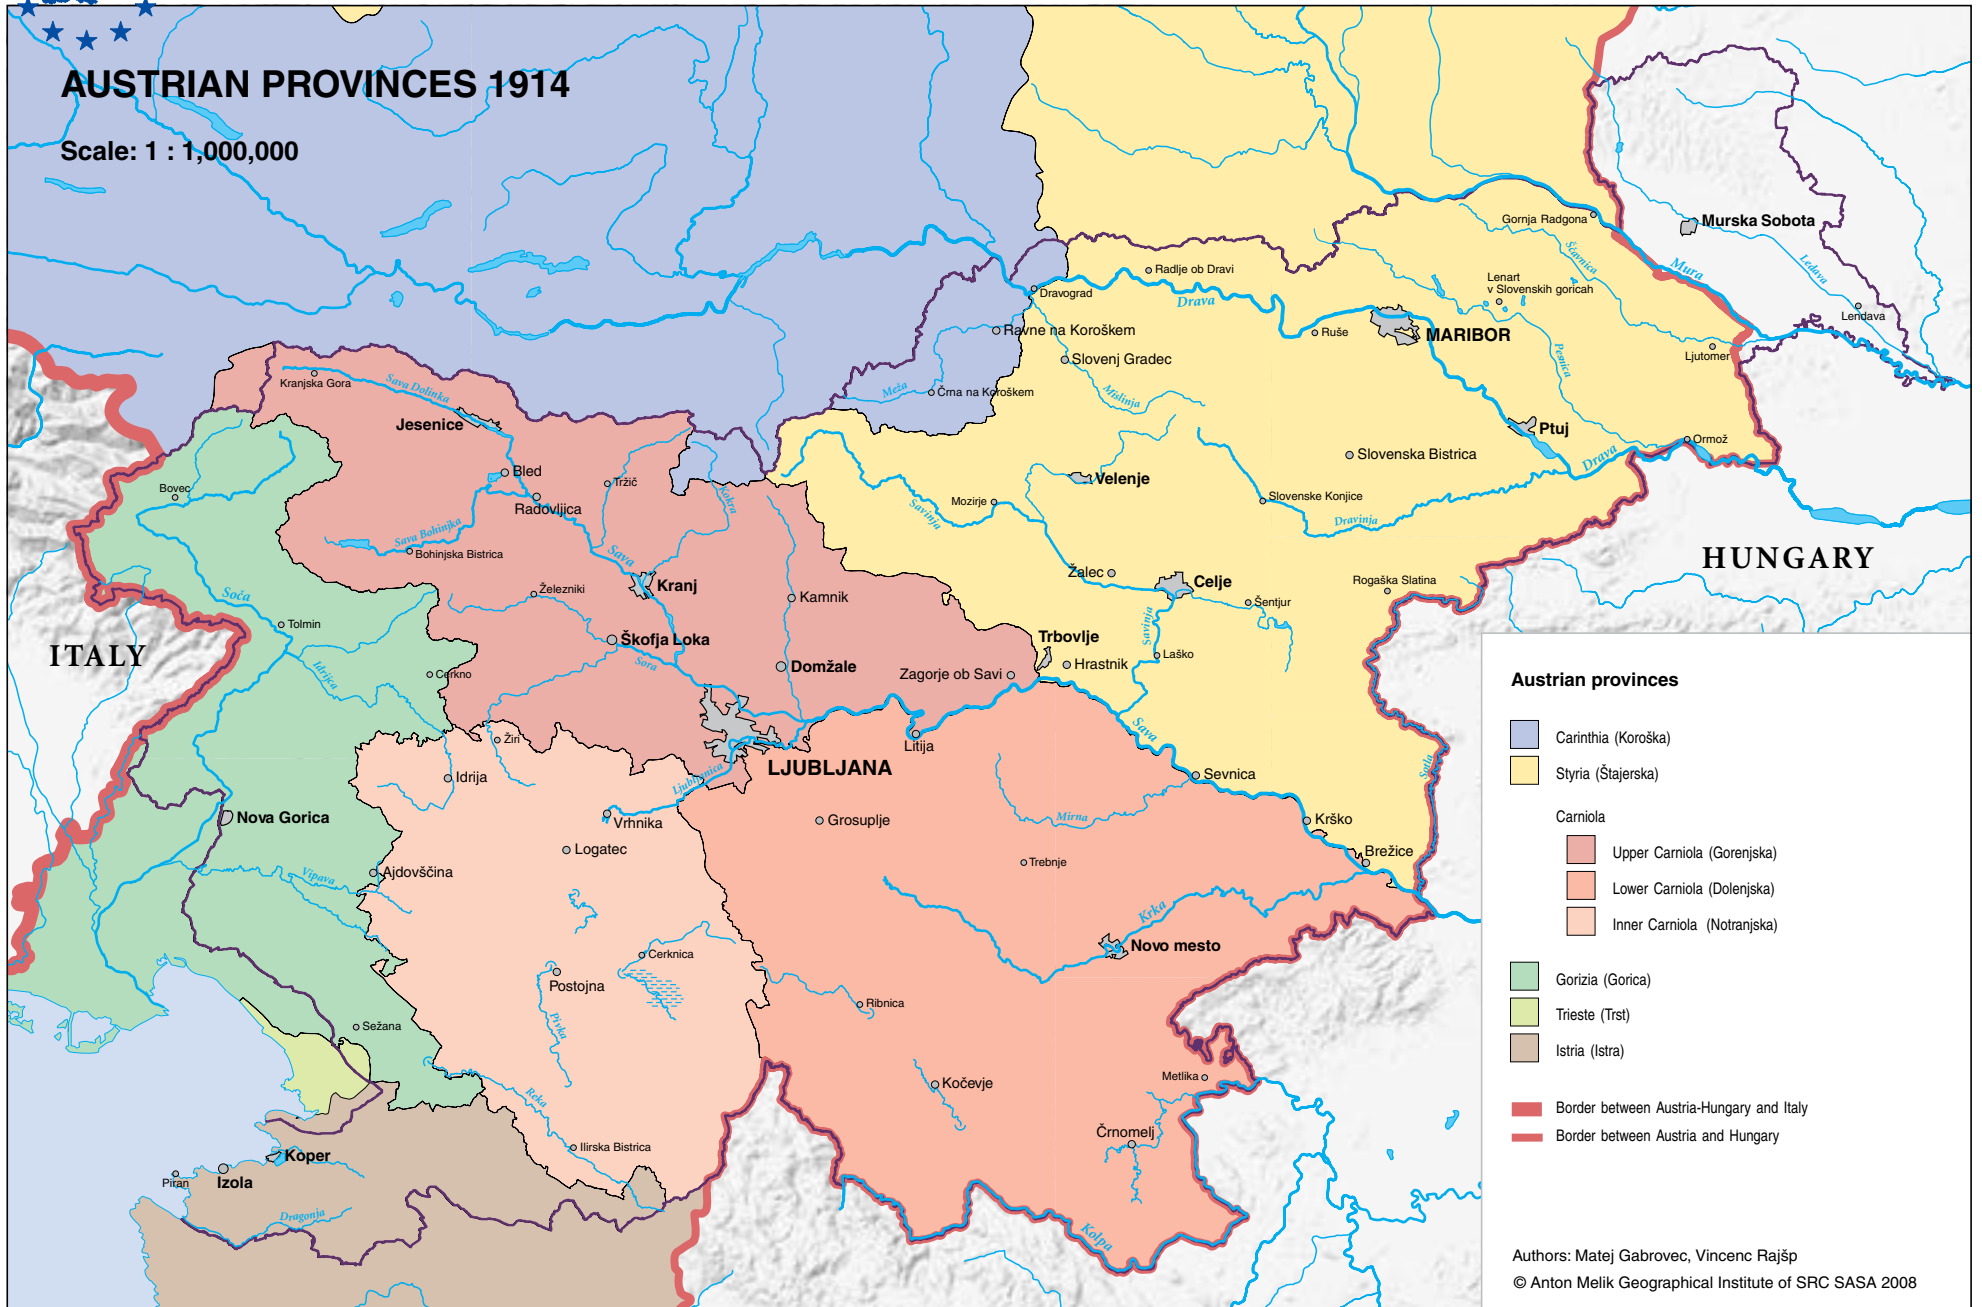 AUSTRIAN PROVINCES 1914
Scale: 1 : 1,000,000
Gornja Radgona
Murska Sobota
Ščavnica
Mura
Ledava
Radlje ob Dravi
Lenart
v Slovenskih goricah
Dravograd
Drava
Lendava
Ravne na Koroškem
Ruše
MARIBOR
Slovenj Gradec
Pesnica
Ljutomer
Kranjska Gora
Sava Dolinka
Meža
Črna na Koroškem
Mislinja
Jesenice
Ptuj
Ormož
Bled
Slovenska Bistrica
Drava
Bovec
Tržič
Velenje
Radovljica
Kokra
Mozirje
Savinja
Slovenske Konjice
Dravinja
Sava Bohinjka
Bohinjska Bistrica
Sava
HUNGARY
Žalec
Celje
Rogaška Slatina
Soča
Železniki
Kranj
Kamnik
Šentjur
Tolmin
Savinja
ITALY
Škofja Loka
Trbovlje
Sora
Domžale
Hrastnik
Laško
Idrijca
Cerkno
Zagorje ob Savi
Žiri
Litija
Sava
Idrija
Ljubljanica
LJUBLJANA
Sevnica
Sotla
Nova Gorica
Vrhnika
Grosuplje
Mirna
Krško
Logatec
Trebnje
Brežice
Vipava
Ajdovščina
Krka
Cerknica
Novo mesto
Postojna
Ribnica
Sežana
Pivka
Reka
Kočevje
Metlika
Črnomelj
Koper
Ilirska Bistrica
Piran
Izola
Dragonja
Kolpa
Austrian provinces
Carinthia (Koroška)
Styria (Štajerska)
Carniola
Upper Carniola (Gorenjska)
Lower Carniola (Dolenjska)
Inner Carniola (Notranjska)
Gorizia (Gorica)
Trieste (Trst)
Istria (Istra)
Border between Austria-Hungary and Italy
Border between Austria and Hungary
Authors: Matej Gabrovec, Vincenc Rajšp
© Anton Melik Geographical Institute of SRC SASA 2008